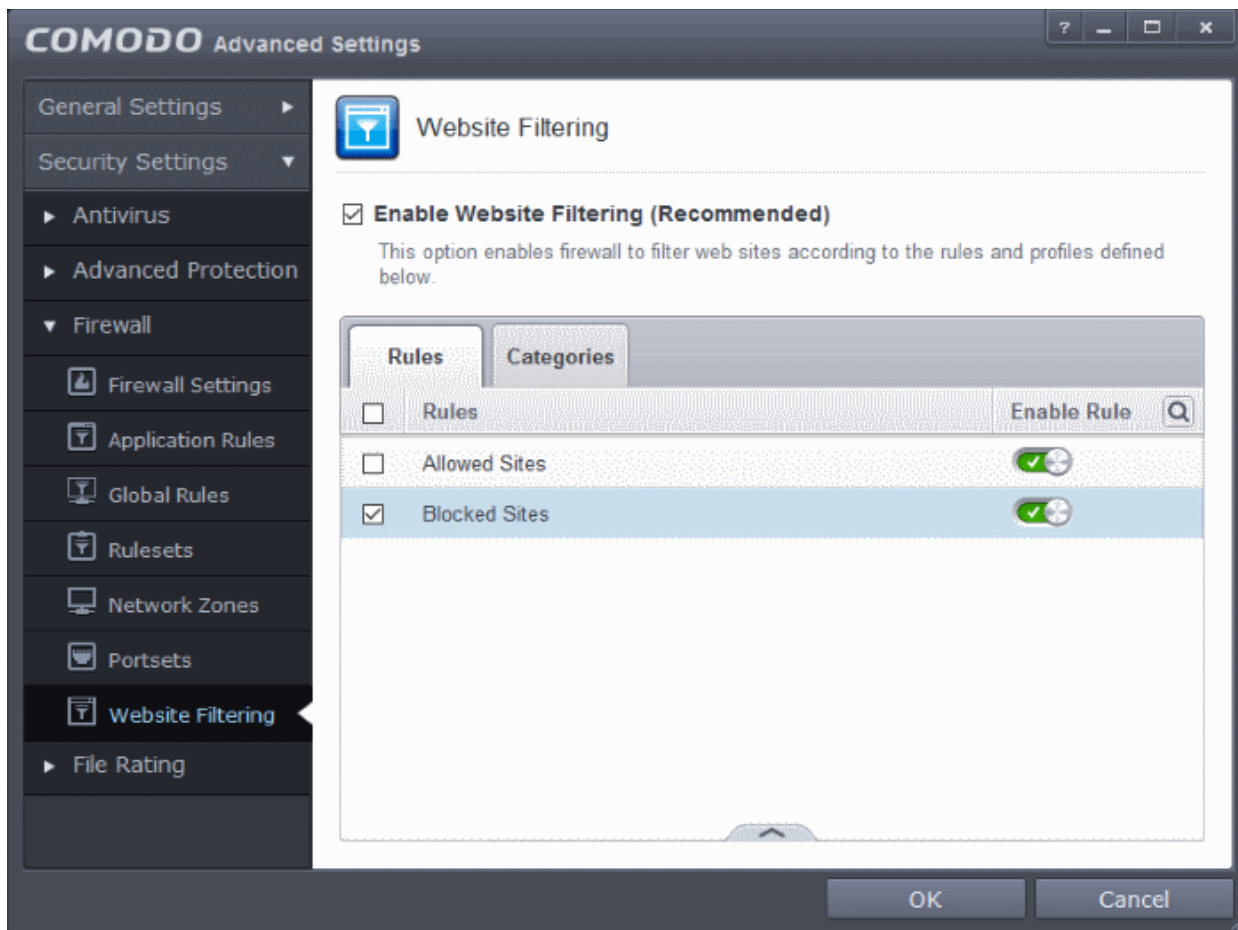 COMODO Advanced Settings
?
General Settings
Security Settings
Antivirus
Advanced Protection
Firewall
Firewall Settings
Application Rules
Global Rules
Rulesets
Network Zones
Portsets
Website Filtering
File Rating
Website Filtering
Enable Website Filtering (Recommended)
This option enables firewall to filter web sites according to the rules and profiles defined
below.
Rules
Categories
Rules
Enable Rule
Allowed Sites
Blocked Sites
OK
Cancel